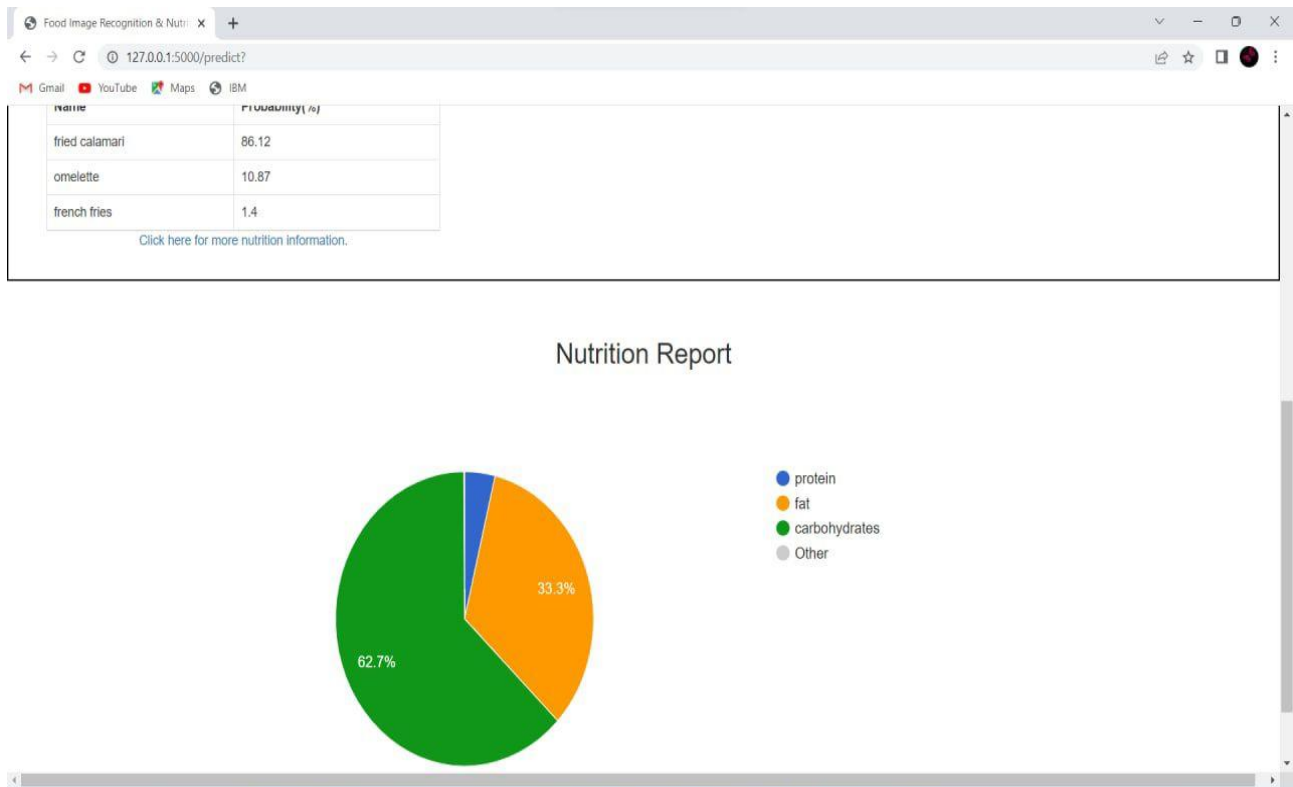 Food Image Recognition & Nutri
127.0.0.1:5000/predict?
Gmail YouTube Maps IBM
Name Probability(%)
fried calamari 86.12
omelette 10.87
french fries 1.4
Click here for more nutrition information.
Nutrition Report
protein
fat
carbohydrates
Other
33.3%
62.7%